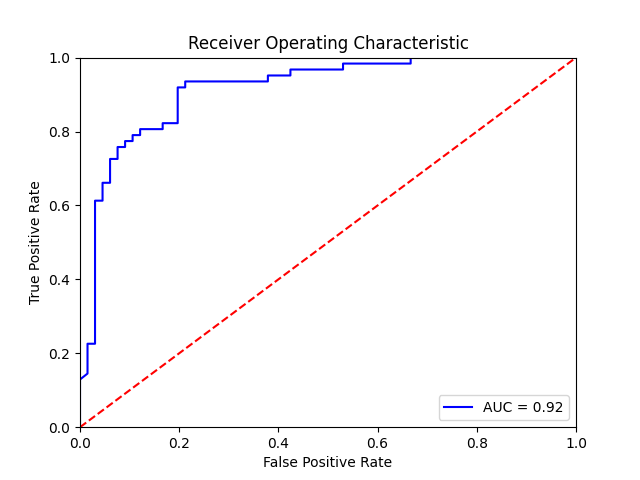 Receiver Operating Characteristic
True Positive Rate
1.0
0.8
0.6
0.4
0.2
0.0
AUC = 0.92
0.0 0.2 0.4 0.6 0.8 1.0
False Positive Rate